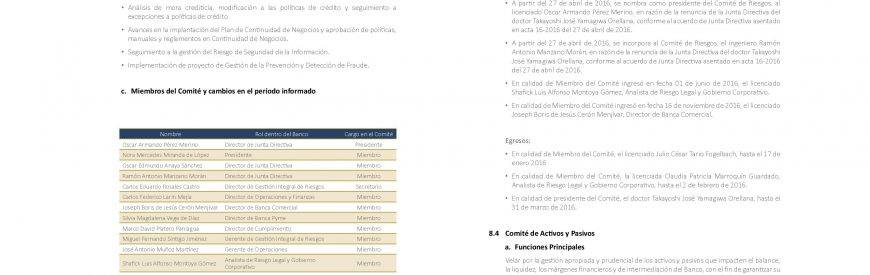 • Análisis de mora crediticia, modificación a las políticas de crédito y seguimiento a
excepciones a políticas de crédito
• Avances en la implantación del Plan de Continuidad de Negocios y aprobación de políticas,
manuales y reglamentos en Continuidad de Negocios.
• Seguimiento a la gestión del Riesgo de Seguridad de la Información.
• Implementación de proyecto de Gestión de la Prevención y Detección de Fraude.
c. Miembros del Comité y cambios en el período informado
Nombre Rol dentro del Banco Cargo en el Comité
Oscar Armando Pérez Merino Director de Junta Directiva Presidente
Nora Mercedes Miranda de López Presidente Miembro
Oscar Edmundo Anaya Sánchez Director de Junta Directiva Miembro
Ramón Antonio Manzano Morán Director de Junta Directiva Miembro
Carlos Eduardo Rosales Castro Director de Gestión Integral de Riesgos Secretario
Carlos Federico Larín Mejía Director de Operaciones y Finanzas Miembro
Joseph Boris de Jesús Cerón Menjívar Director de Banca Comercial Miembro
Silvia Magdalena Vega de Díaz Director de Banca Pyme Miembro
Marco David Platero Paniagua Director de Cumplimiento Miembro
Miguel Fernando Sintigo Jiménez Gerente de Gestión Integral de Riesgos Miembro
José Antonio Muñoz Martínez Gerente de Operaciones Miembro
Shafick Luis Alfonso Montoya Gómez Analista de Riesgo Legal y Gobierno
Corporativo Miembro
• A partir del 27 de abril de 2016, se nombra como presidente del Comité de Riesgos, al
licenciado Oscar Armando Pérez Merino, en razón de la renuncia de la Junta Directiva del
doctor Takayoshi José Yamagiwa Orellana, conforme al acuerdo de Junta Directiva asentado
en acta 16-2016 del 27 de abril de 2016.
• A partir del 27 de abril de 2016, se incorpora al Comité de Riesgos, el ingeniero Ramón
Antonio Manzano Morán, en razón de la renuncia de la Junta Directiva del doctor Takayoshi
José Yamagiwa Orellana, conforme al acuerdo de Junta Directiva asentado en acta 16-2016
del 27 de abril de 2016.
• En calidad de Miembro del Comité ingresó en fecha 01 de junio de 2016, el licenciado
Shafick Luis Alfonso Montoya Gómez, Analista de Riesgo Legal y Gobierno Corporativo.
• En calidad de Miembro del Comité ingresó en fecha 16 de noviembre de 2016, el licenciado
Joseph Boris de Jesús Cerón Menjívar, Director de Banca Comercial.
Egresos:
• En calidad de Miembro del Comité, el licenciado Julio César Tario Fogelbach, hasta el 17 de
enero 2016
• En calidad de Miembro del Comité, la licenciada Claudia Patricia Marroquín Guardado,
Analista de Riesgo Legal y Gobierno Corporativo, hasta el 2 de febrero de 2016.
• En calidad de presidente del Comité, el doctor Takayoshi José Yamagiwa Orellana, hasta el
31 de marzo de 2016.
8.4 Comité de Activos y Pasivos
a. Funciones Principales
Velar por la gestión apropiada y prudencial de los activos y pasivos que impacten el balance,
la liquidez, los márgenes financieros y de intermediación del Banco, con el fin de garantizar su